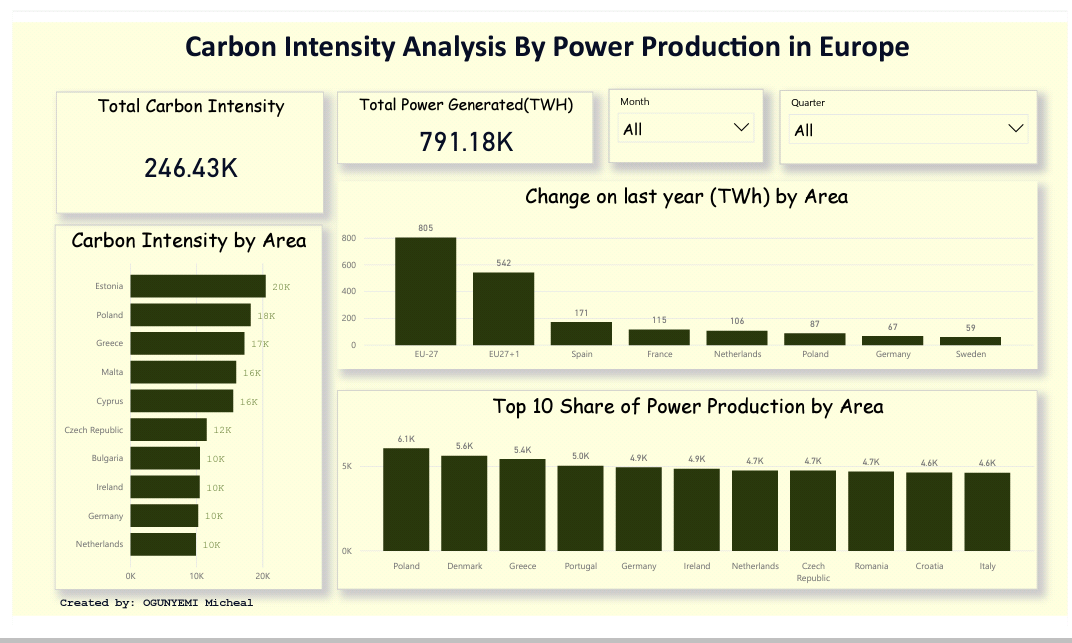 Carbon Intensity Analysis By Power Production in Europe
Total Carbon Intensity
246.43K
Total Power Generated(TWH)
791.18K
Month
All
Quarter
All
Change on last year (TWh) by Area
800
600
400
200
0
805
542
171
115
106
87
67
59
EU-27
EU27+1
Spain
France
Netherlands
Poland
Germany
Sweden
Carbon Intensity by Area
Estonia 20K
Poland 18K
Greece 17K
Malta 16K
Cyprus 16K
Czech Republic 12K
Bulgaria 10K
Ireland 10K
Germany 10K
Netherlands 10K
0K 10K 20K
Top 10 Share of Power Production by Area
5K
0K
6.1K
5.6K
5.4K
5.0K
4.9K
4.9K
4.7K
4.7K
4.7K
4.6K
4.6K
Poland
Denmark
Greece
Portugal
Germany
Ireland
Netherlands
Czech
Republic
Romania
Croatia
Italy
Created by: OGUNYEMI Micheal